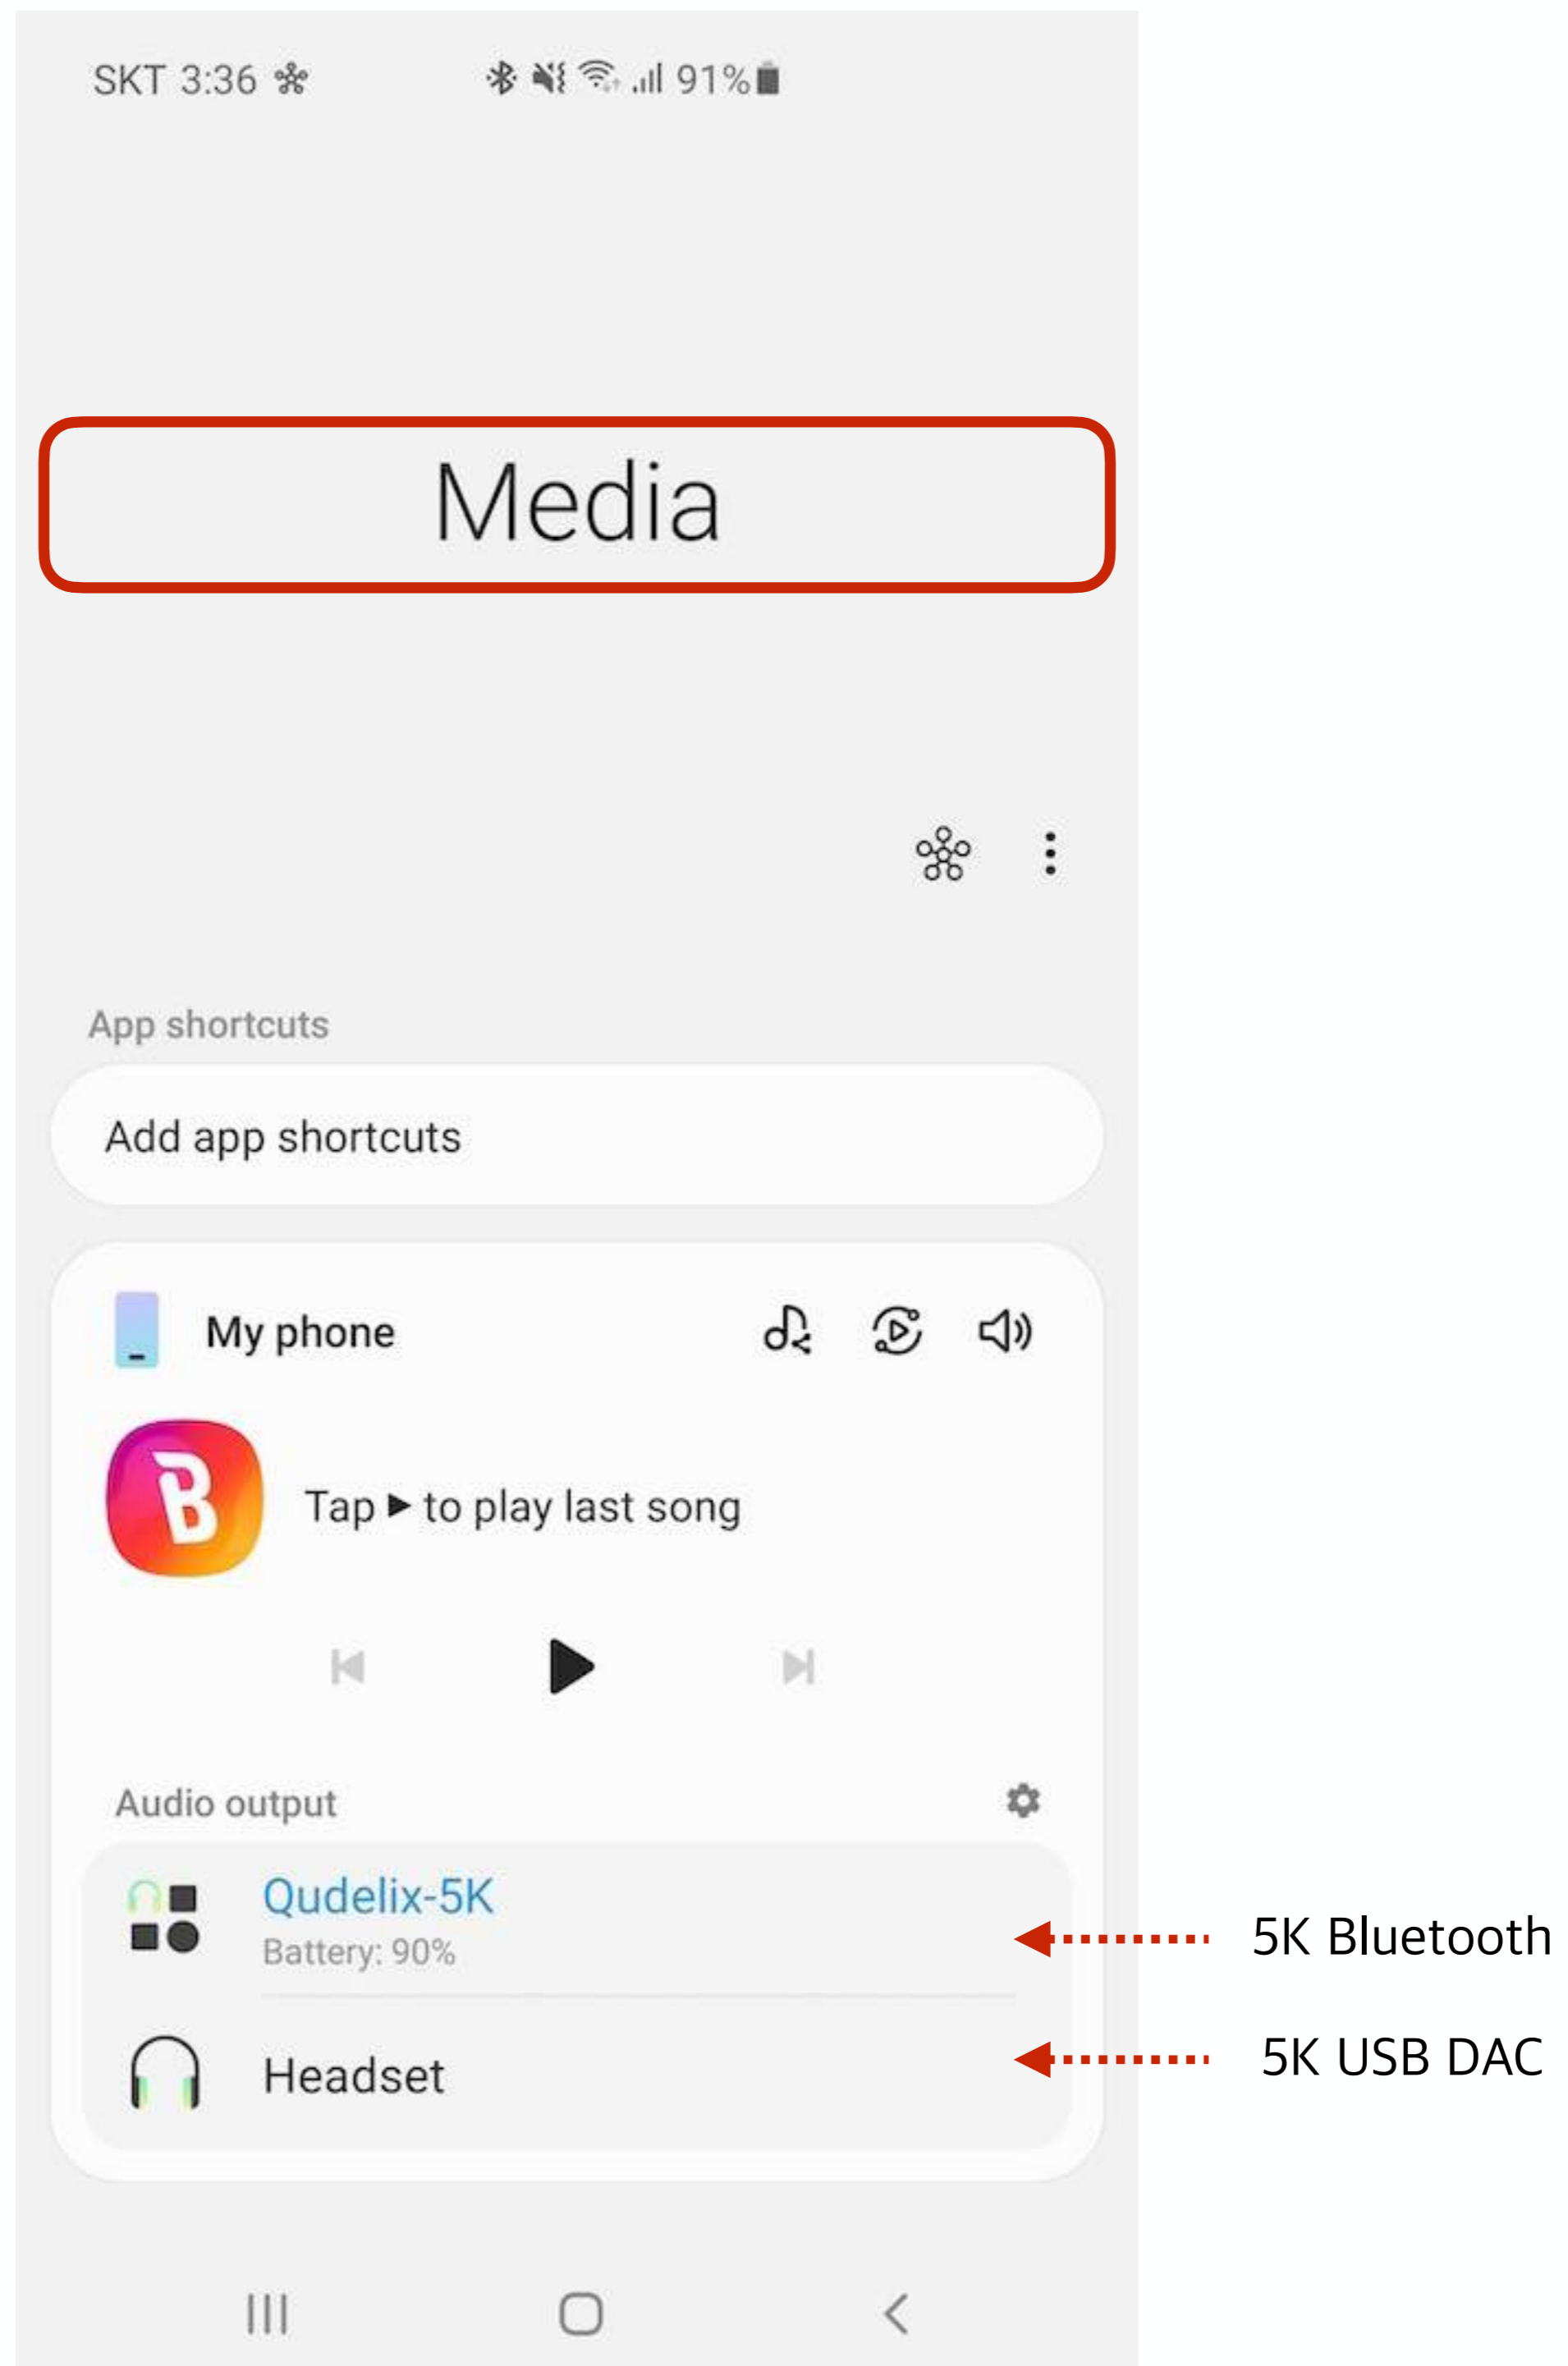 SKT 3:36 91%
Media
App shortcuts
Add app shortcuts
My phone
B
Tap ▶ to play last song
Audio output
Qudelix-5K
Battery: 90%
5K Bluetooth
Headset
5K USB DAC